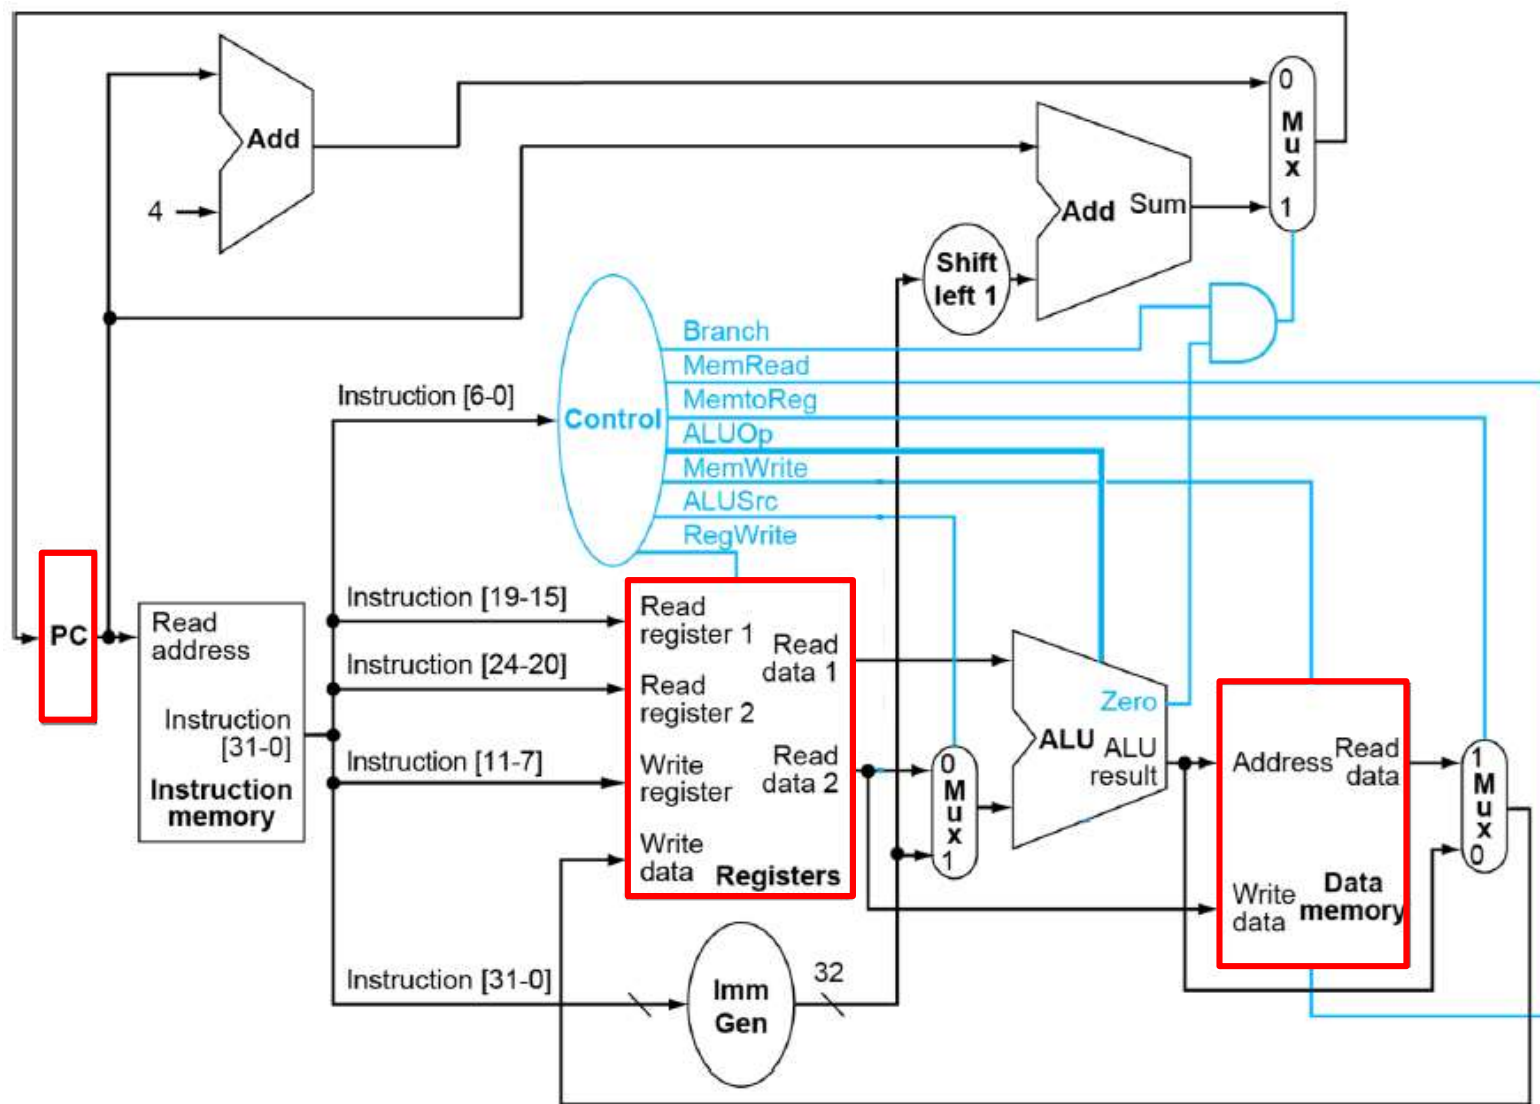 Add
4
0
M
u
x
1
Add Sum
Shift
left 1
Branch
MemRead
MemtoReg
ALUOp
MemWrite
ALUSrc
RegWrite
Control
Instruction [6-0]
Instruction [19-15]
Instruction [24-20]
Instruction [11-7]
Instruction [31-0]
PC
Read
address
Instruction
[31-0]
Instruction
memory
Read
register 1
Read
register 2
Write
register
Write
data
Read
data 1
Read
data 2
Registers
Imm
Gen
32
0
M
u
x
1
Zero
ALU
ALU
result
Address
Read
data
Write
data
Data
memory
1
M
u
x
0